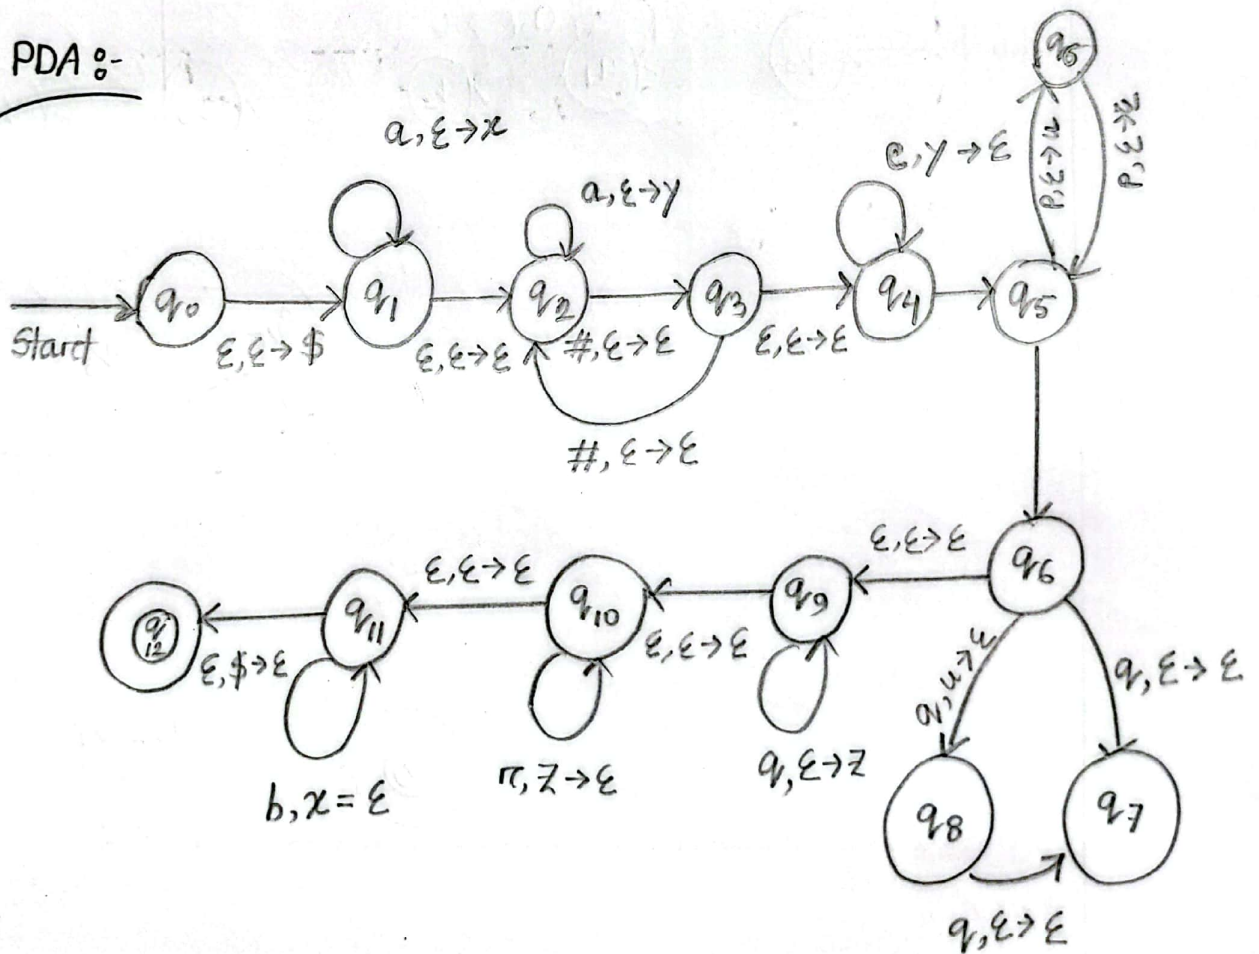 PDA :-
q6
a, ε→x
c, y→ε
p, ε→u
p, ε→ε
a, ε→y
q0
q1
q2
q3
q4
q5
Start
ε, ε→$
ε, ε→ε
#, ε→ε
ε, ε→ε
#, ε→ε
ε, ε→ε
q6
ε, ε→ε
q9
q10
q11
q12
ε, $→ε
ε, ε→ε
q, u→ε
q, ε→ε
b, x=ε
r, z→ε
q, ε→z
q8
q7
q, ε→ε